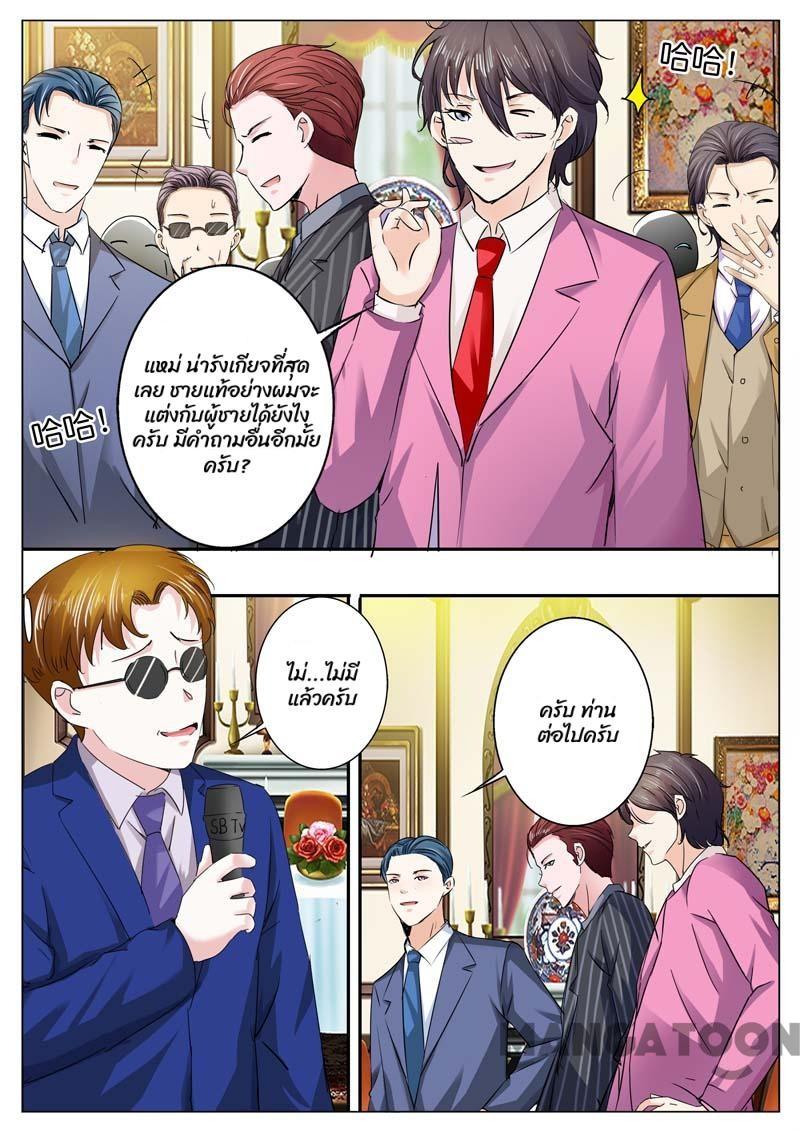 哈哈!
แหม่ น่ารังเกียจที่สุด
เลย ชายแท้อย่างผมจะ
แต่งกับผู้ชายได้ยังไง
ครับ มีคำถามอื่นอีกมั้ย
ครับ?
哈哈!
ไม่...ไม่มี
แล้วครับ
SB TV
ครับ ท่าน
ต่อไปครับ
MANGATOON